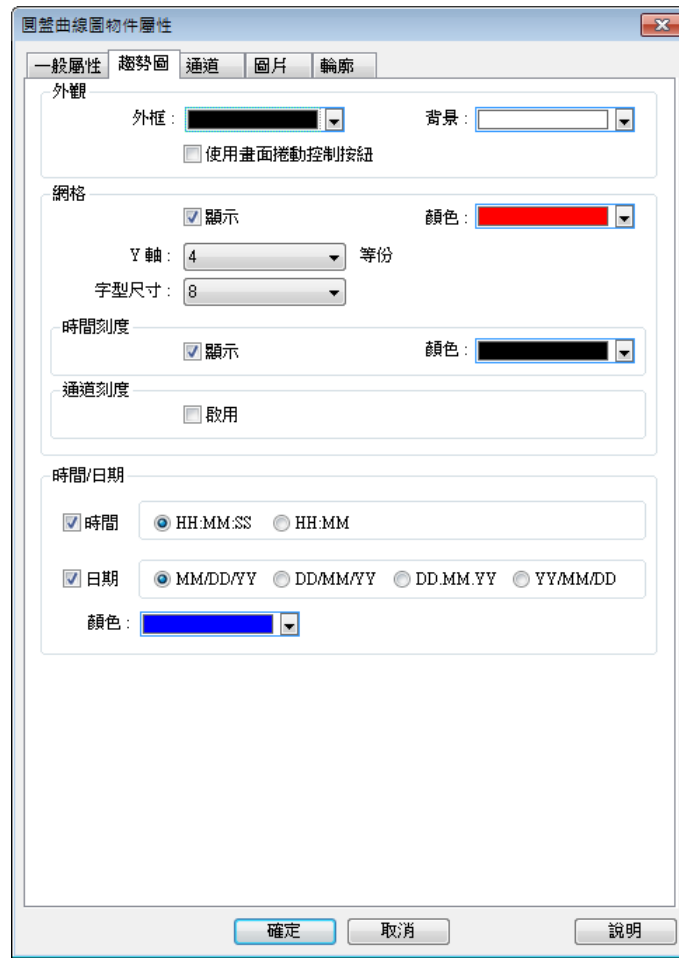 圓盤曲線圖物件屬性
一般屬性 趨勢圖 通道 圖片 輪廓
外觀
外框 : 背景 :
使用畫面捲動控制按鈕
網格
顯示 顏色 :
Y 軸 : 4 等份
字型尺寸 : 8
時間刻度
顯示 顏色 :
通道刻度
啟用
時間/日期
時間 HH:MM:SS HH:MM
日期 MM/DD/YY DD/MM/YY DD.MM.YY YY/MM/DD
顏色 :
確定 取消 說明